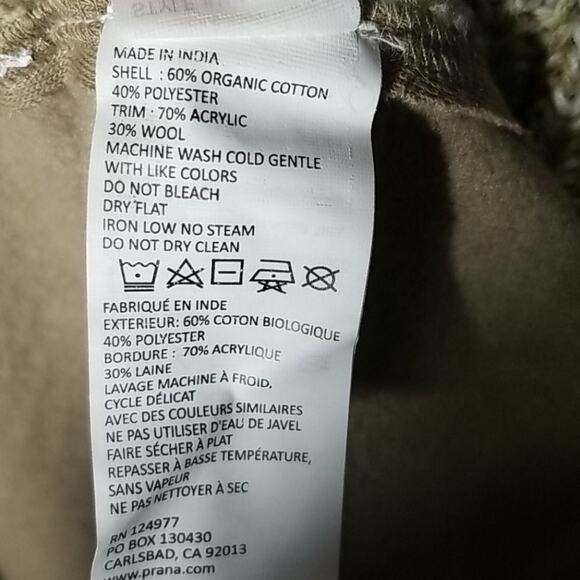 MADE IN INDIA
SHELL : 60% ORGANIC COTTON
40% POLYESTER
TRIM : 70% ACRYLIC
30% WOOL
MACHINE WASH COLD GENTLE
WITH LIKE COLORS
DO NOT BLEACH
DRY FLAT
IRON LOW NO STEAM
DO NOT DRY CLEAN
FABRIQUÉ EN INDE
EXTERIEUR: 60% COTON BIOLOGIQUE
40% POLYESTER
BORDURE : 70% ACRYLIQUE
30% LAINE
LAVAGE MACHINE À FROID,
CYCLE DÉLICAT
AVEC DES COULEURS SIMILAIRES
NE PAS UTILISER D'EAU DE JAVEL
FAIRE SÉCHER À PLAT
REPASSER À BASSE TEMPÉRATURE,
SANS VAPEUR
NE PAS NETTOYER À SEC
RN 124977
PO BOX 130430
CARLSBAD, CA 92013
www.prana.com